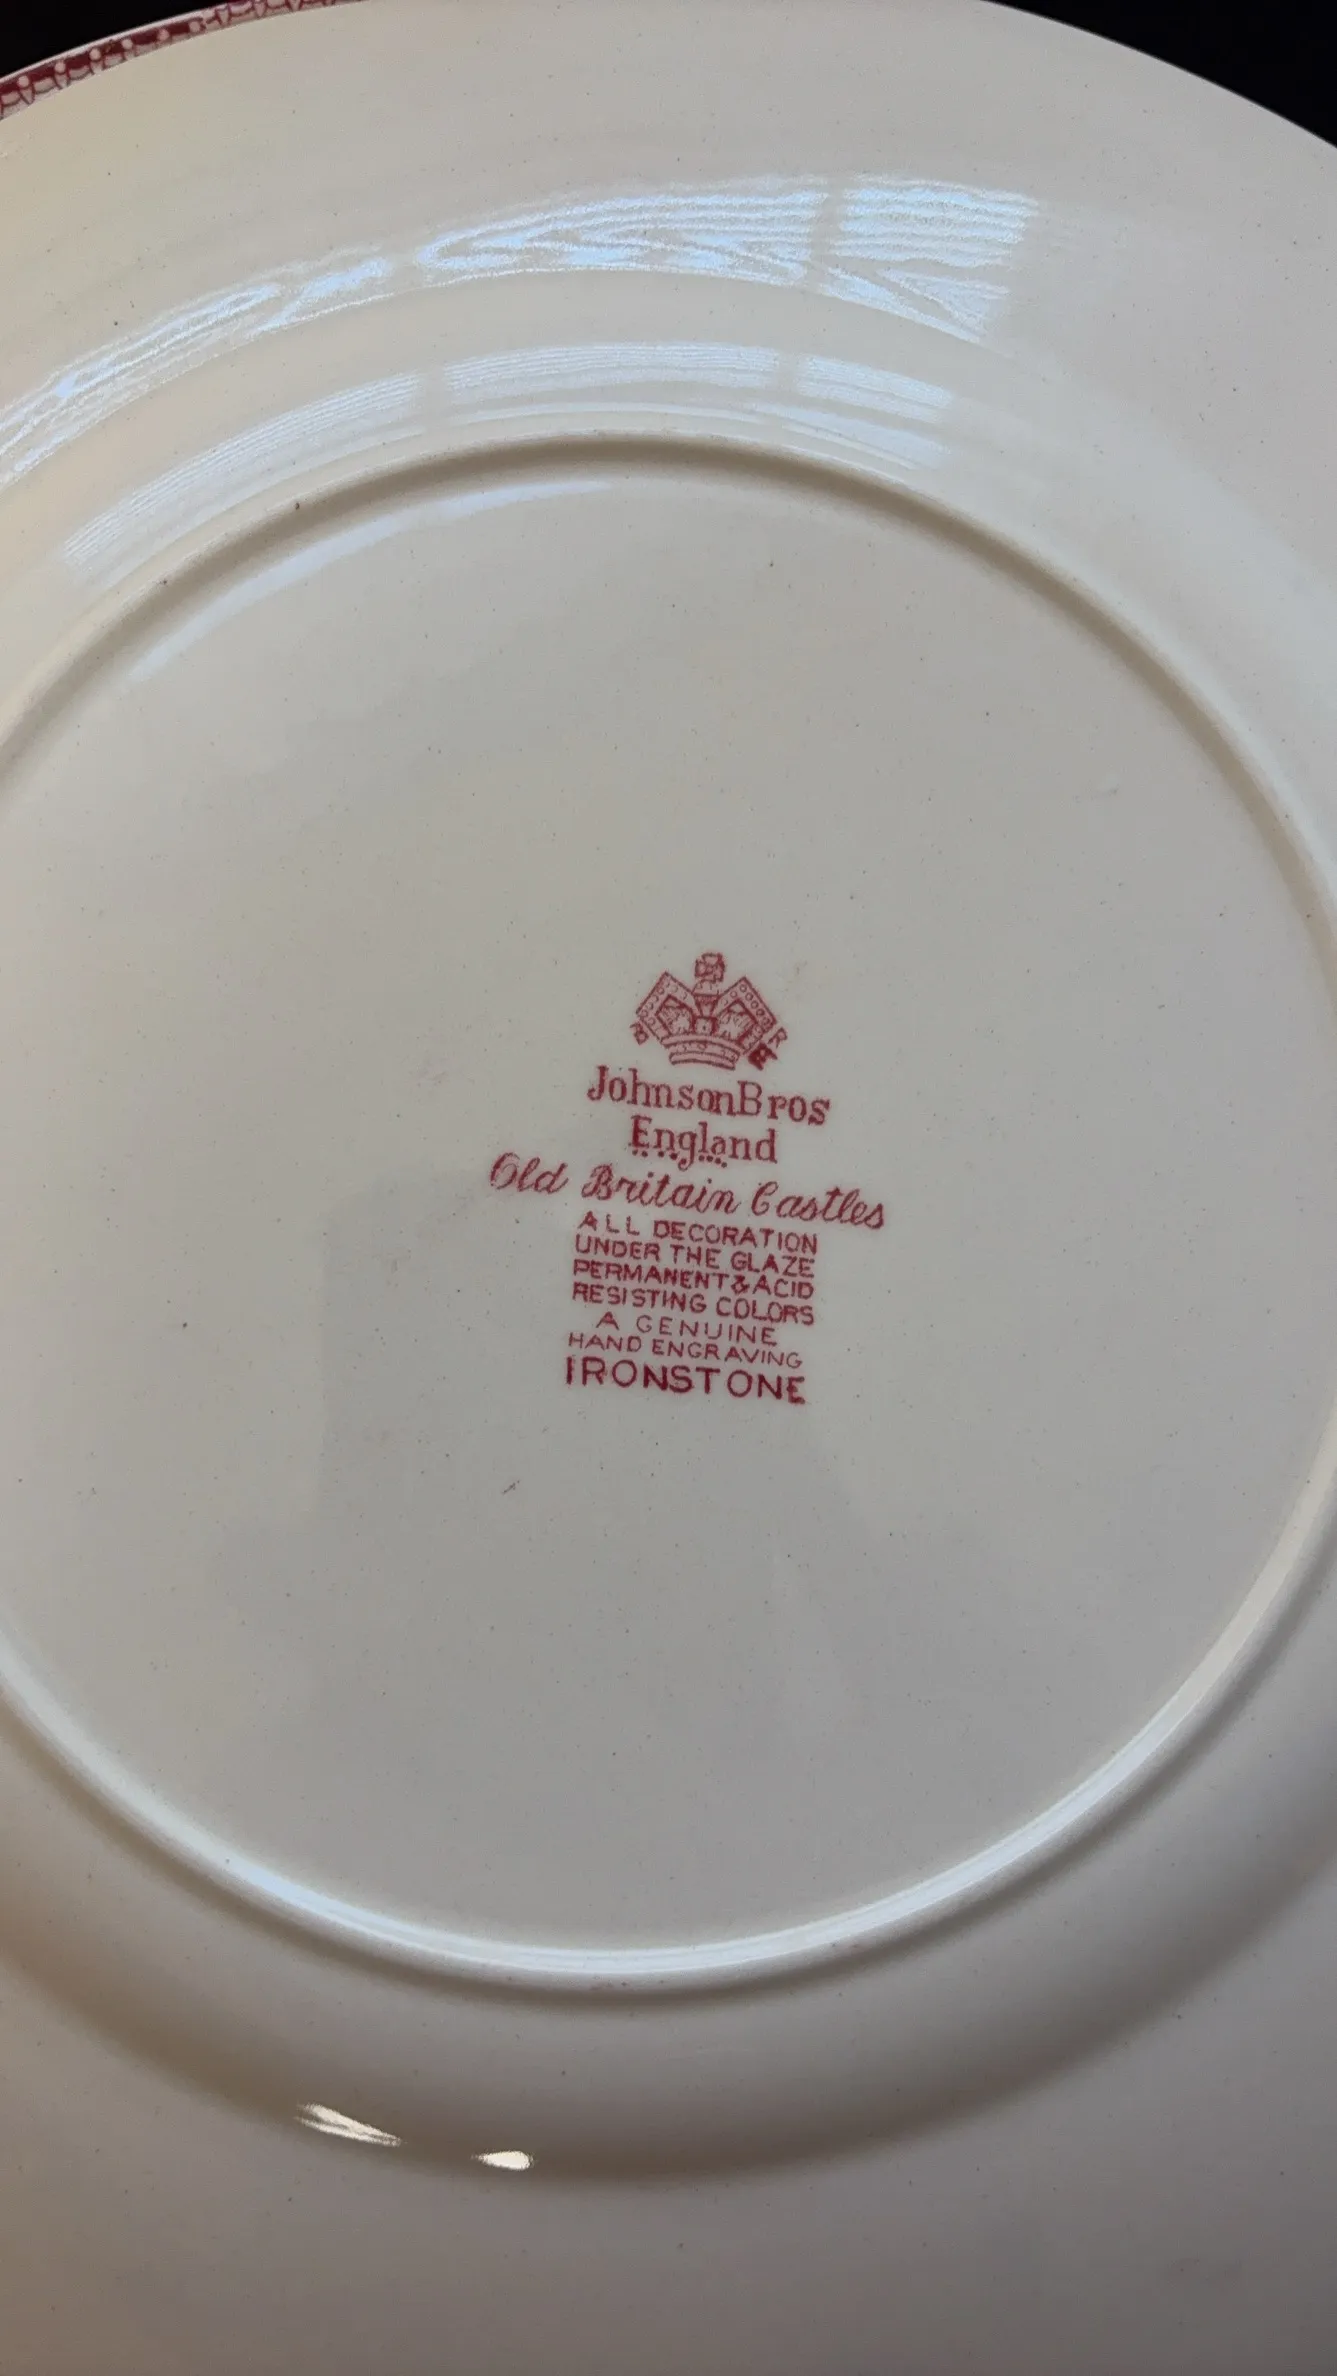 JohnsonBros
England
Old Britain Castles
ALL DECORATION
UNDER THE GLAZE
PERMANENT & ACID
RESISTING COLORS
A GENUINE
HAND ENGRAVING
IRONSTONE